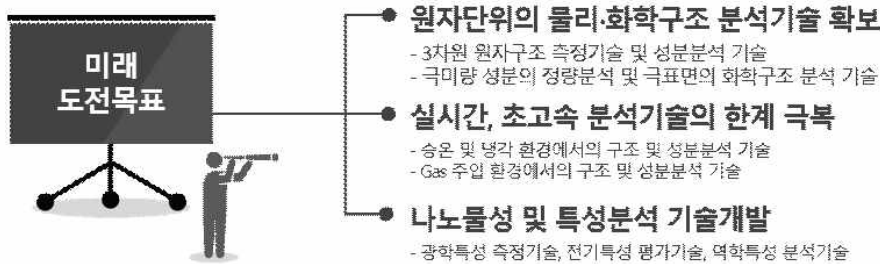 미래
도전목표
원자단위의 물리·화학구조 분석기술 확보
- 3차원 원자구조 측정기술 및 성분분석 기술
- 극미량 성분의 정량분석 및 극표면의 화학구조 분석 기술
실시간, 초고속 분석기술의 한계 극복
- 승온 및 냉각 환경에서의 구조 및 성분분석 기술
- Gas 주입 환경에서의 구조 및 성분분석 기술
나노물성 및 특성분석 기술개발
- 광학특성 측정기술, 전기특성 평가기술, 역학특성 분석기술